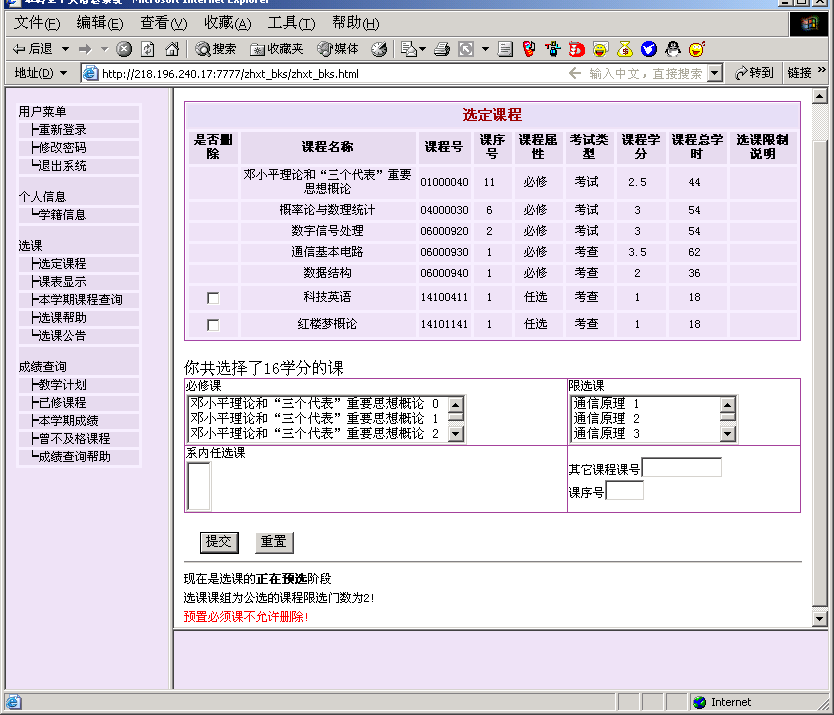 Microsoft Internet Explorer
文件(F) 编辑(E) 查看(V) 收藏(A) 工具(T) 帮助(H)
后退 搜索 收藏夹 媒体
地址(D) http://218.196.240.17:7777/zhxt_bks/zhxt_bks.html 输入中文，直接搜索 转到 链接 »
用户菜单
├重新登录
├修改密码
└退出系统
个人信息
└学籍信息
选课
├选定课程
├课表显示
├本学期课程查询
├选课帮助
└选课公告
成绩查询
├教学计划
├已修课程
├本学期成绩
├曾不及格课程
└成绩查询帮助
选定课程
是否删除 课程名称 课程号 课序号 课程属性 考试类型 课程学分 课程总学时 选课限制说明
邓小平理论和“三个代表”重要思想概论 01000040 11 必修 考试 2.5 44
概率论与数理统计 04000030 6 必修 考试 3 54
数字信号处理 06000920 2 必修 考试 3 54
通信基本电路 06000930 1 必修 考查 3.5 62
数据结构 06000940 1 必修 考查 2 36
科技英语 14100411 1 任选 考查 1 18
红楼梦概论 14101141 1 任选 考查 1 18
你共选择了16学分的课
必修课
邓小平理论和“三个代表”重要思想概论 0
邓小平理论和“三个代表”重要思想概论 1
邓小平理论和“三个代表”重要思想概论 2
限选课
通信原理 1
通信原理 2
通信原理 3
系内任选课
其它课程课号
课序号
提交 重置
现在是选课的正在预选阶段
选课课组为公选的课程限选门数为2!
预置必须课不允许删除!
Internet